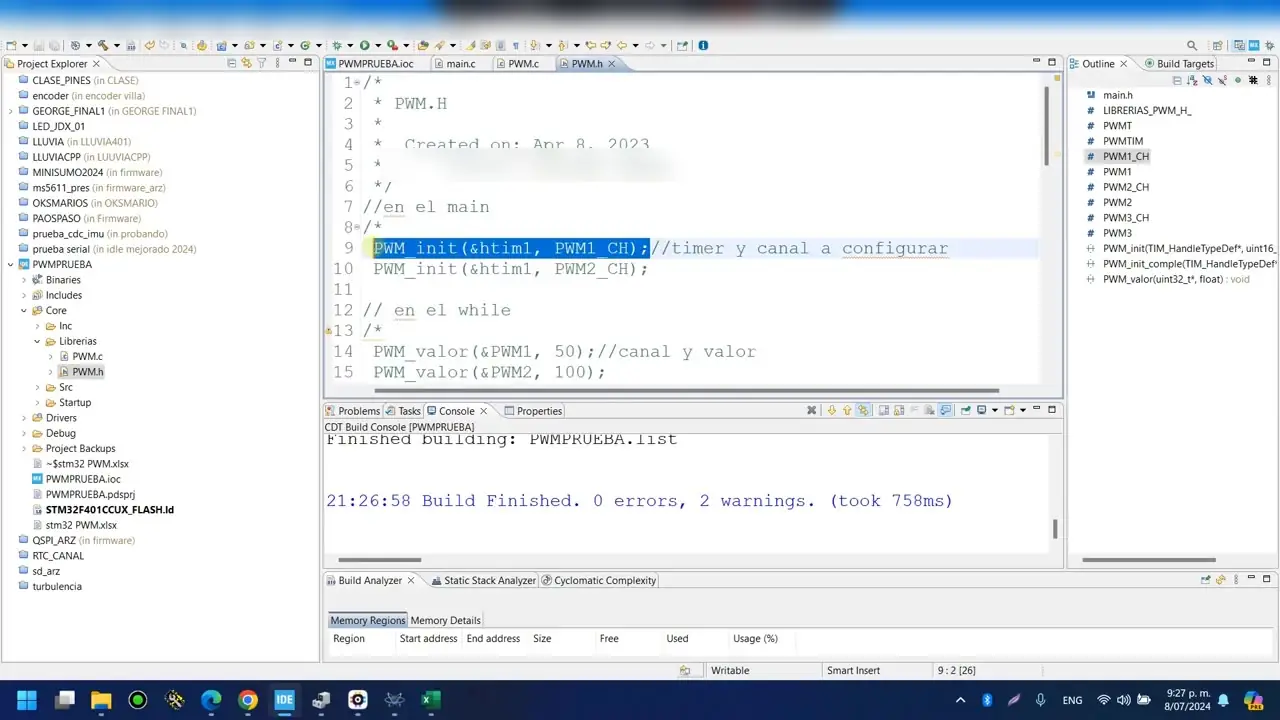 Project Explorer
CLASE_PINES (in CLASE)
encoder (in encoder villa)
GEORGE_FINAL1 (in GEORGE FINAL)
LED_JDX_01
LLUVIA (in LLUVIA401)
LLUVIACPP (in LUUVIACPP)
MINISUMO2024 (in firmware)
ms5611_pres (in firmware_arz)
OKSMARIOS (in OKSMARIO)
PAOSPASO (in Firmware)
prueba_cdc_imu (in probando)
prueba serial (in idle mejorado 2024)
PWMPRUEBA
Binaries
Includes
Core
Inc
Librerias
PWM.c
PWM.h
Src
Startup
Drivers
Debug
Project Backups
~$stm32 PWM.xlsx
PWMPRUEBA.ioc
PWMPRUEBA.pdsprj
STM32F401CCUX_FLASH.ld
stm32 PWM.xlsx
QSPI_ARZ (in firmware)
RTC_CANAL
sd_arz
turbulencia
PWMPRUEBA.ioc main.c PWM.c PWM.h
1 /*
2 * PWM.H
3 *
4 * Created on: Apr 8, 2023
5 *
6 */
7 //en el main
8 /*
9 PWM_init(&htim1, PWM1_CH);//timer y canal a configurar
10 PWM_init(&htim1, PWM2_CH);
11
12 // en el while
13 /*
14 PWM_valor(&PWM1, 50);//canal y valor
15 PWM_valor(&PWM2, 100);
Outline Build Targets
main.h
LIBRERIAS_PWM_H_
PWMT
PWMTIM
PWM1_CH
PWM1
PWM2_CH
PWM2
PWM3_CH
PWM3
PWM_init(TIM_HandleTypeDef*, uint16_
PWM_init_comple(TIM_HandleTypeDef*
PWM_valor(uint32_t*, float) : void
Problems Tasks Console Properties
CDT Build Console [PWMPRUEBA]
Finished building: PWMPRUEBA.list
21:26:58 Build Finished. 0 errors, 2 warnings. (took 758ms)
Build Analyzer Static Stack Analyzer Cyclomatic Complexity
Memory Regions Memory Details
Region Start address End address Size Free Used Usage (%)
Writable Smart Insert 9 : 2 [26]
IDE
ENG
9:27 p. m.
8/07/2024